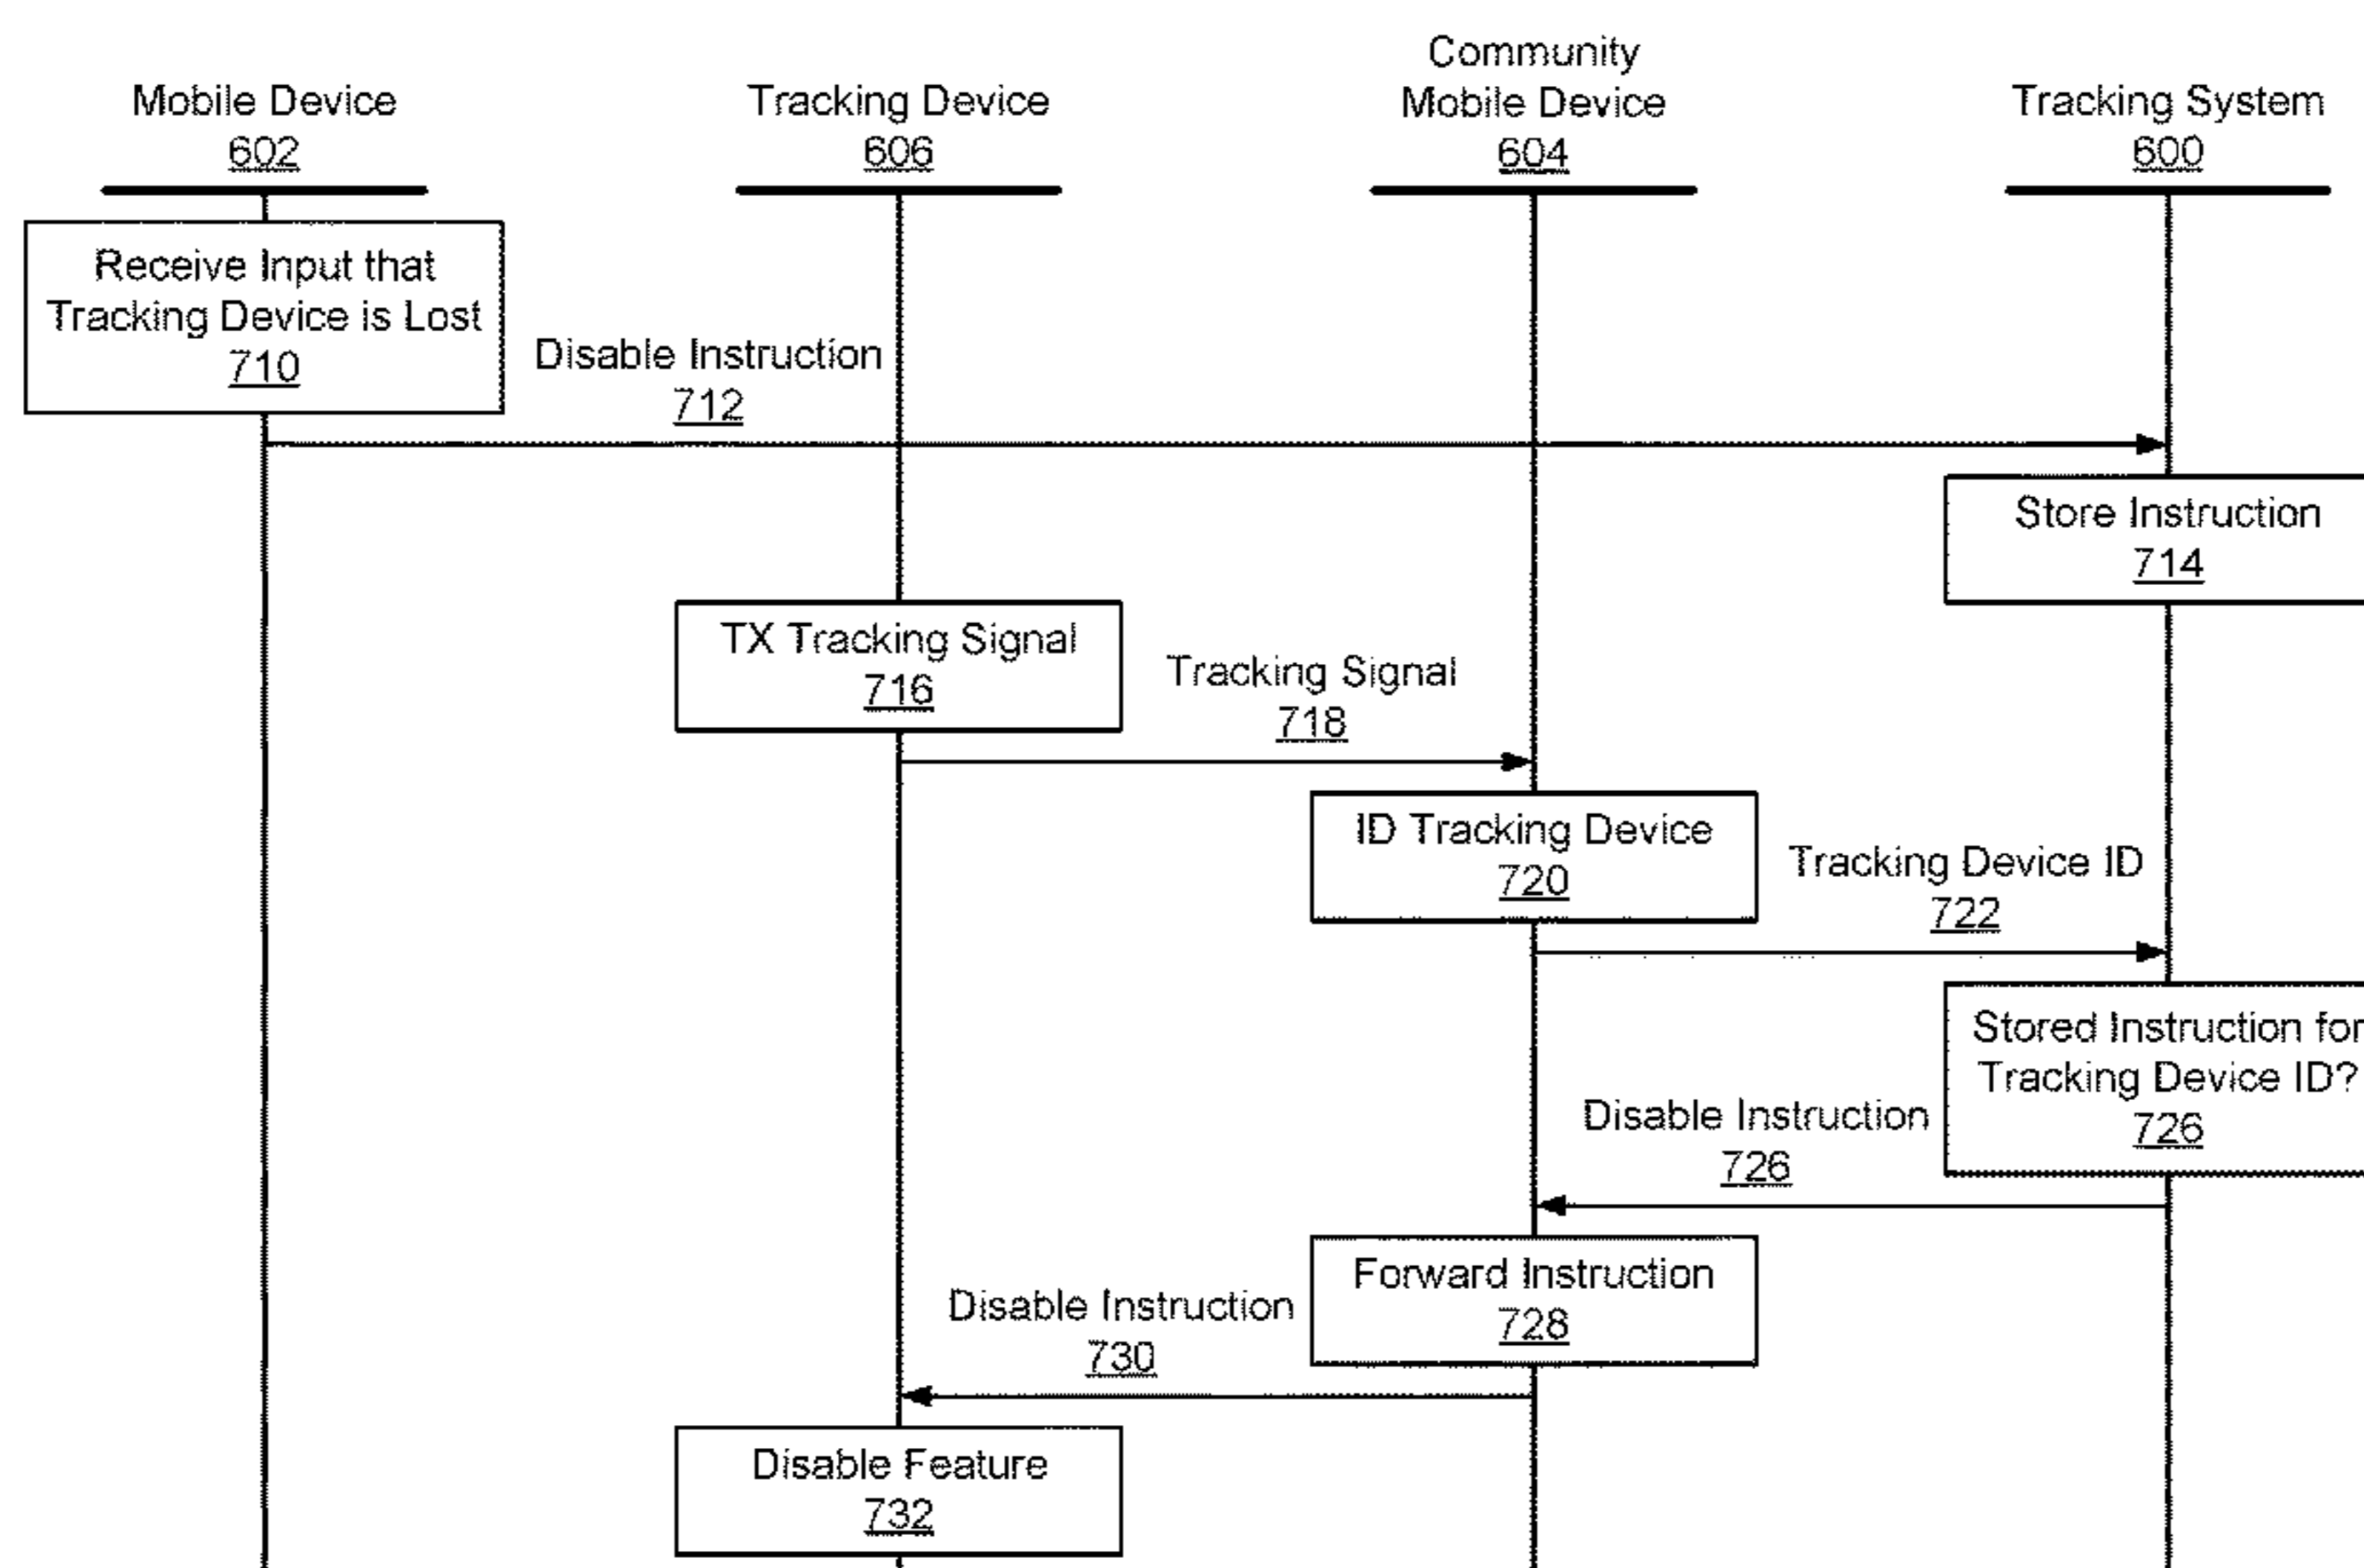 Mobile Device
602
Tracking Device
606
Community
Mobile Device
604
Tracking System
600
Receive Input that
Tracking Device is Lost
710
Disable Instruction
712
Store Instruction
714
TX Tracking Signal
716
Tracking Signal
718
ID Tracking Device
720
Tracking Device ID
722
Stored Instruction for
Tracking Device ID?
726
Disable Instruction
726
Forward Instruction
728
Disable Instruction
730
Disable Feature
732